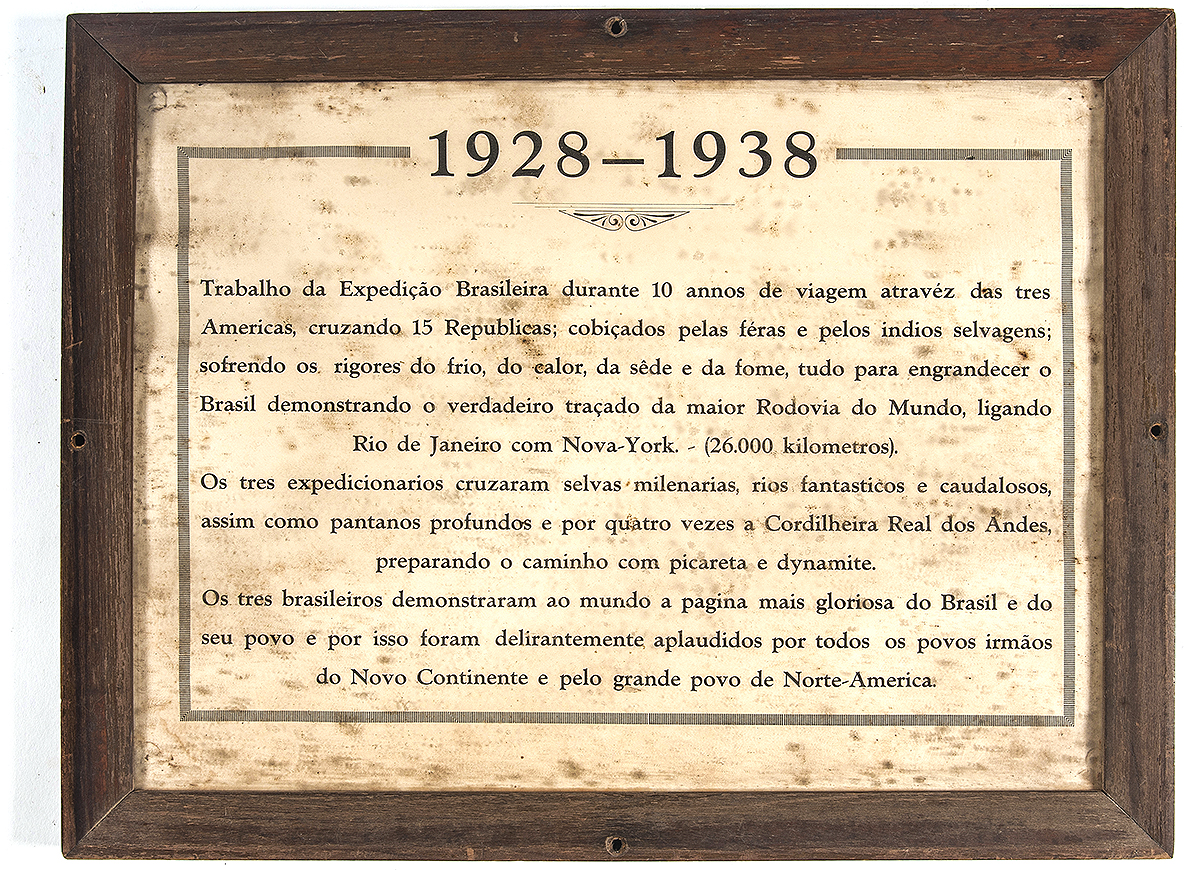 1928–1938
Trabalho da Expedição Brasileira durante 10 annos de viagem atravéz das tres
Americas, cruzando 15 Republicas; cobiçados pelas féras e pelos indios selvagens;
sofrendo os rigores do frio, do calor, da sêde e da fome, tudo para engrandecer o
Brasil demonstrando o verdadeiro traçado da maior Rodovia do Mundo, ligando
Rio de Janeiro com Nova-York. - (26.000 kilometros).
Os tres expedicionarios cruzaram selvas milenarias, rios fantasticos e caudalosos,
assim como pantanos profundos e por quatro vezes a Cordilheira Real dos Andes,
preparando o caminho com picareta e dynamite.
Os tres brasileiros demonstraram ao mundo a pagina mais gloriosa do Brasil e do
seu povo e por isso foram delirantemente aplaudidos por todos os povos irmãos
do Novo Continente e pelo grande povo de Norte-America.